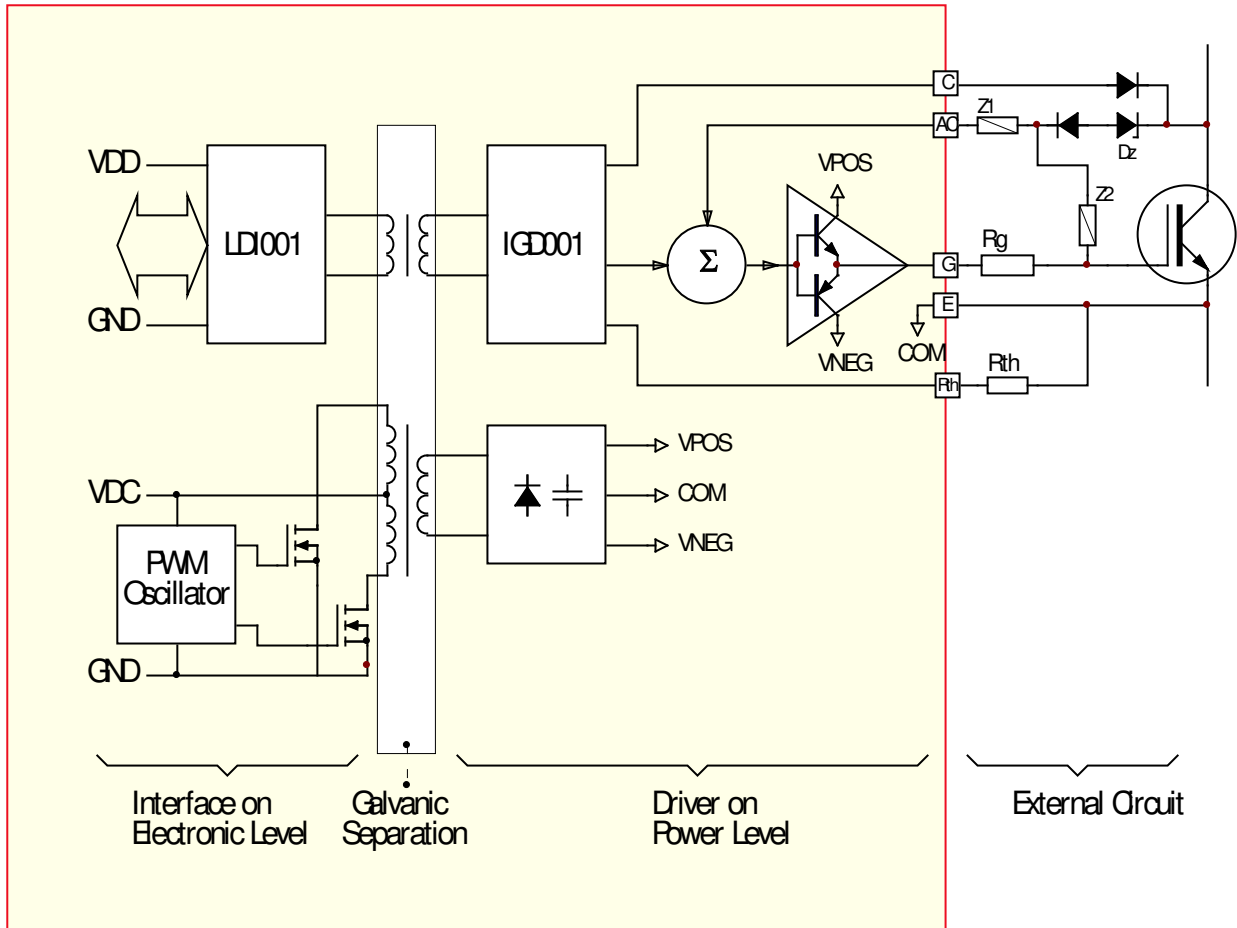 C
Z1
AC
Dz
VDD
VPOS
Z2
LDI001
IGD001
Σ
Rg
G
E
GND
VNEG
COM
Rth
Rth
VPOS
VDC
COM
PWM
Oscillator
VNEG
GND
Interface on
Electronic Level
Galvanic
Separation
Driver on
Power Level
External Circuit